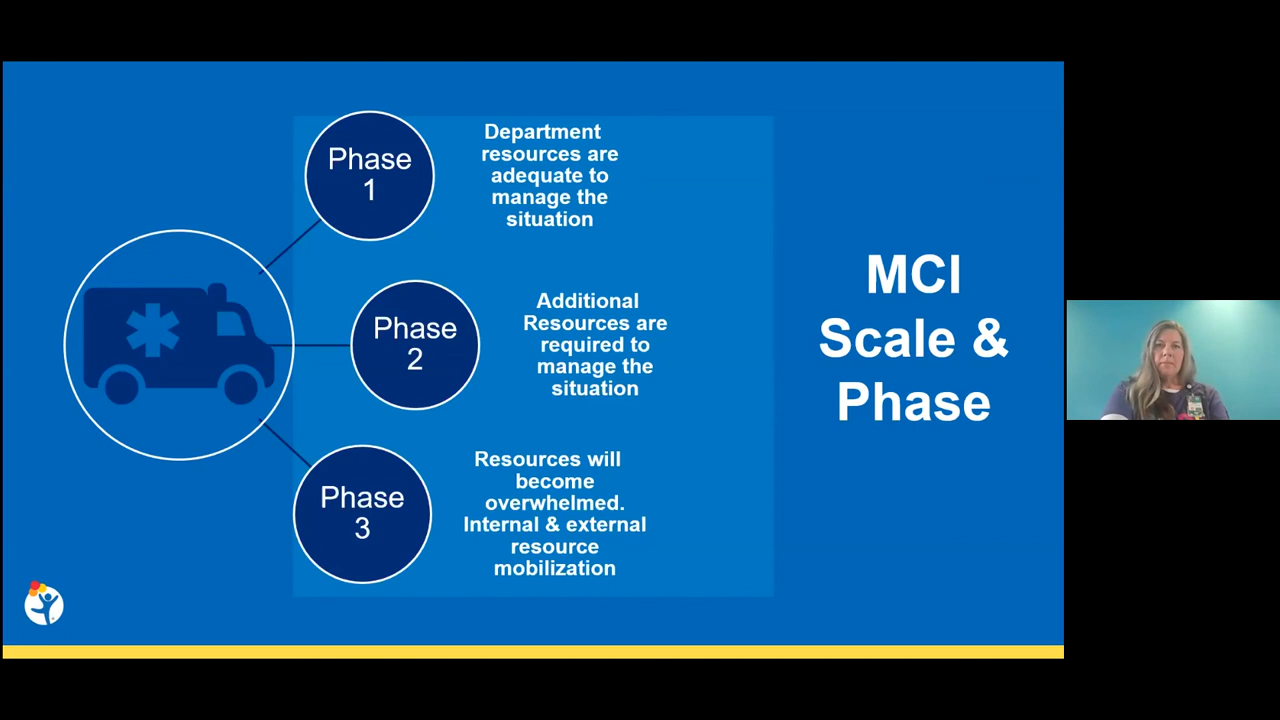 Phase
1
Department
resources are
adequate to
manage the
situation
Phase
2
Additional
Resources are
required to
manage the
situation
Phase
3
Resources will
become
overwhelmed.
Internal & external
resource
mobilization
MCI
Scale &
Phase